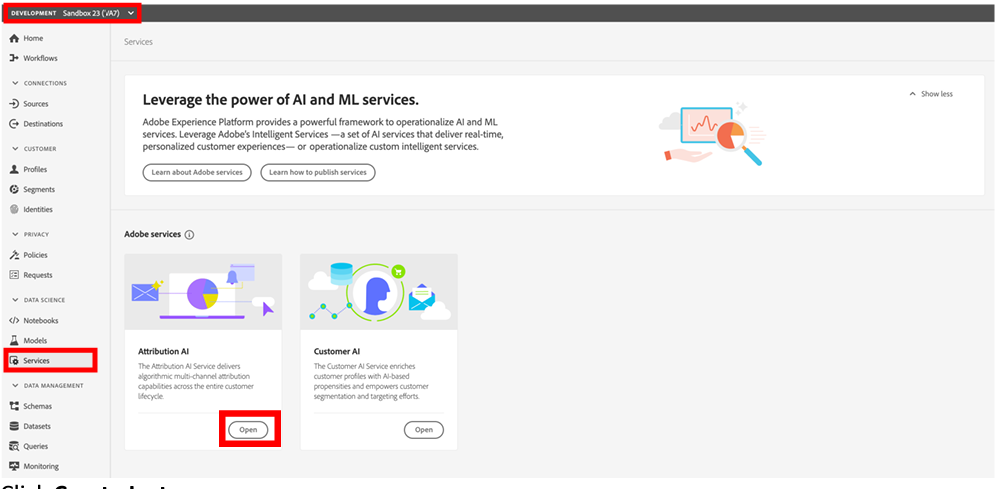 DEVELOPMENT Sandbox 23 (VA7)
Home
Workflows
CONNECTIONS
Sources
Destinations
CUSTOMER
Profiles
Segments
Identities
PRIVACY
Policies
Requests
DATA SCIENCE
Notebooks
Models
Services
DATA MANAGEMENT
Schemas
Datasets
Queries
Monitoring
Services
Leverage the power of AI and ML services.
Show less
Adobe Experience Platform provides a powerful framework to operationalize AI and ML
services. Leverage Adobe's Intelligent Services —a set of AI services that deliver real-time,
personalized customer experiences— or operationalize custom intelligent services.
Learn about Adobe services
Learn how to publish services
Adobe services
Attribution AI
The Attribution AI Service delivers
algorithmic multi-channel attribution
capabilities across the entire customer
lifecycle.
Open
Customer AI
The Customer AI Service enriches
customer profiles with AI-based
propensities and empowers customer
segmentation and targeting efforts.
Open